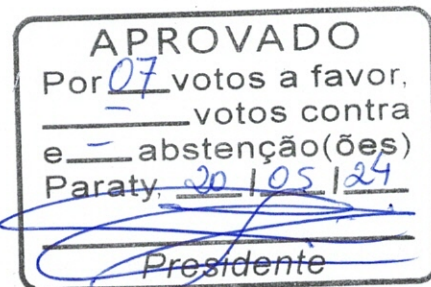 APROVADO
Por 07 votos a favor,
- votos contra
e - abstenção(ões)
Paraty, 20 / 05 / 24
Presidente